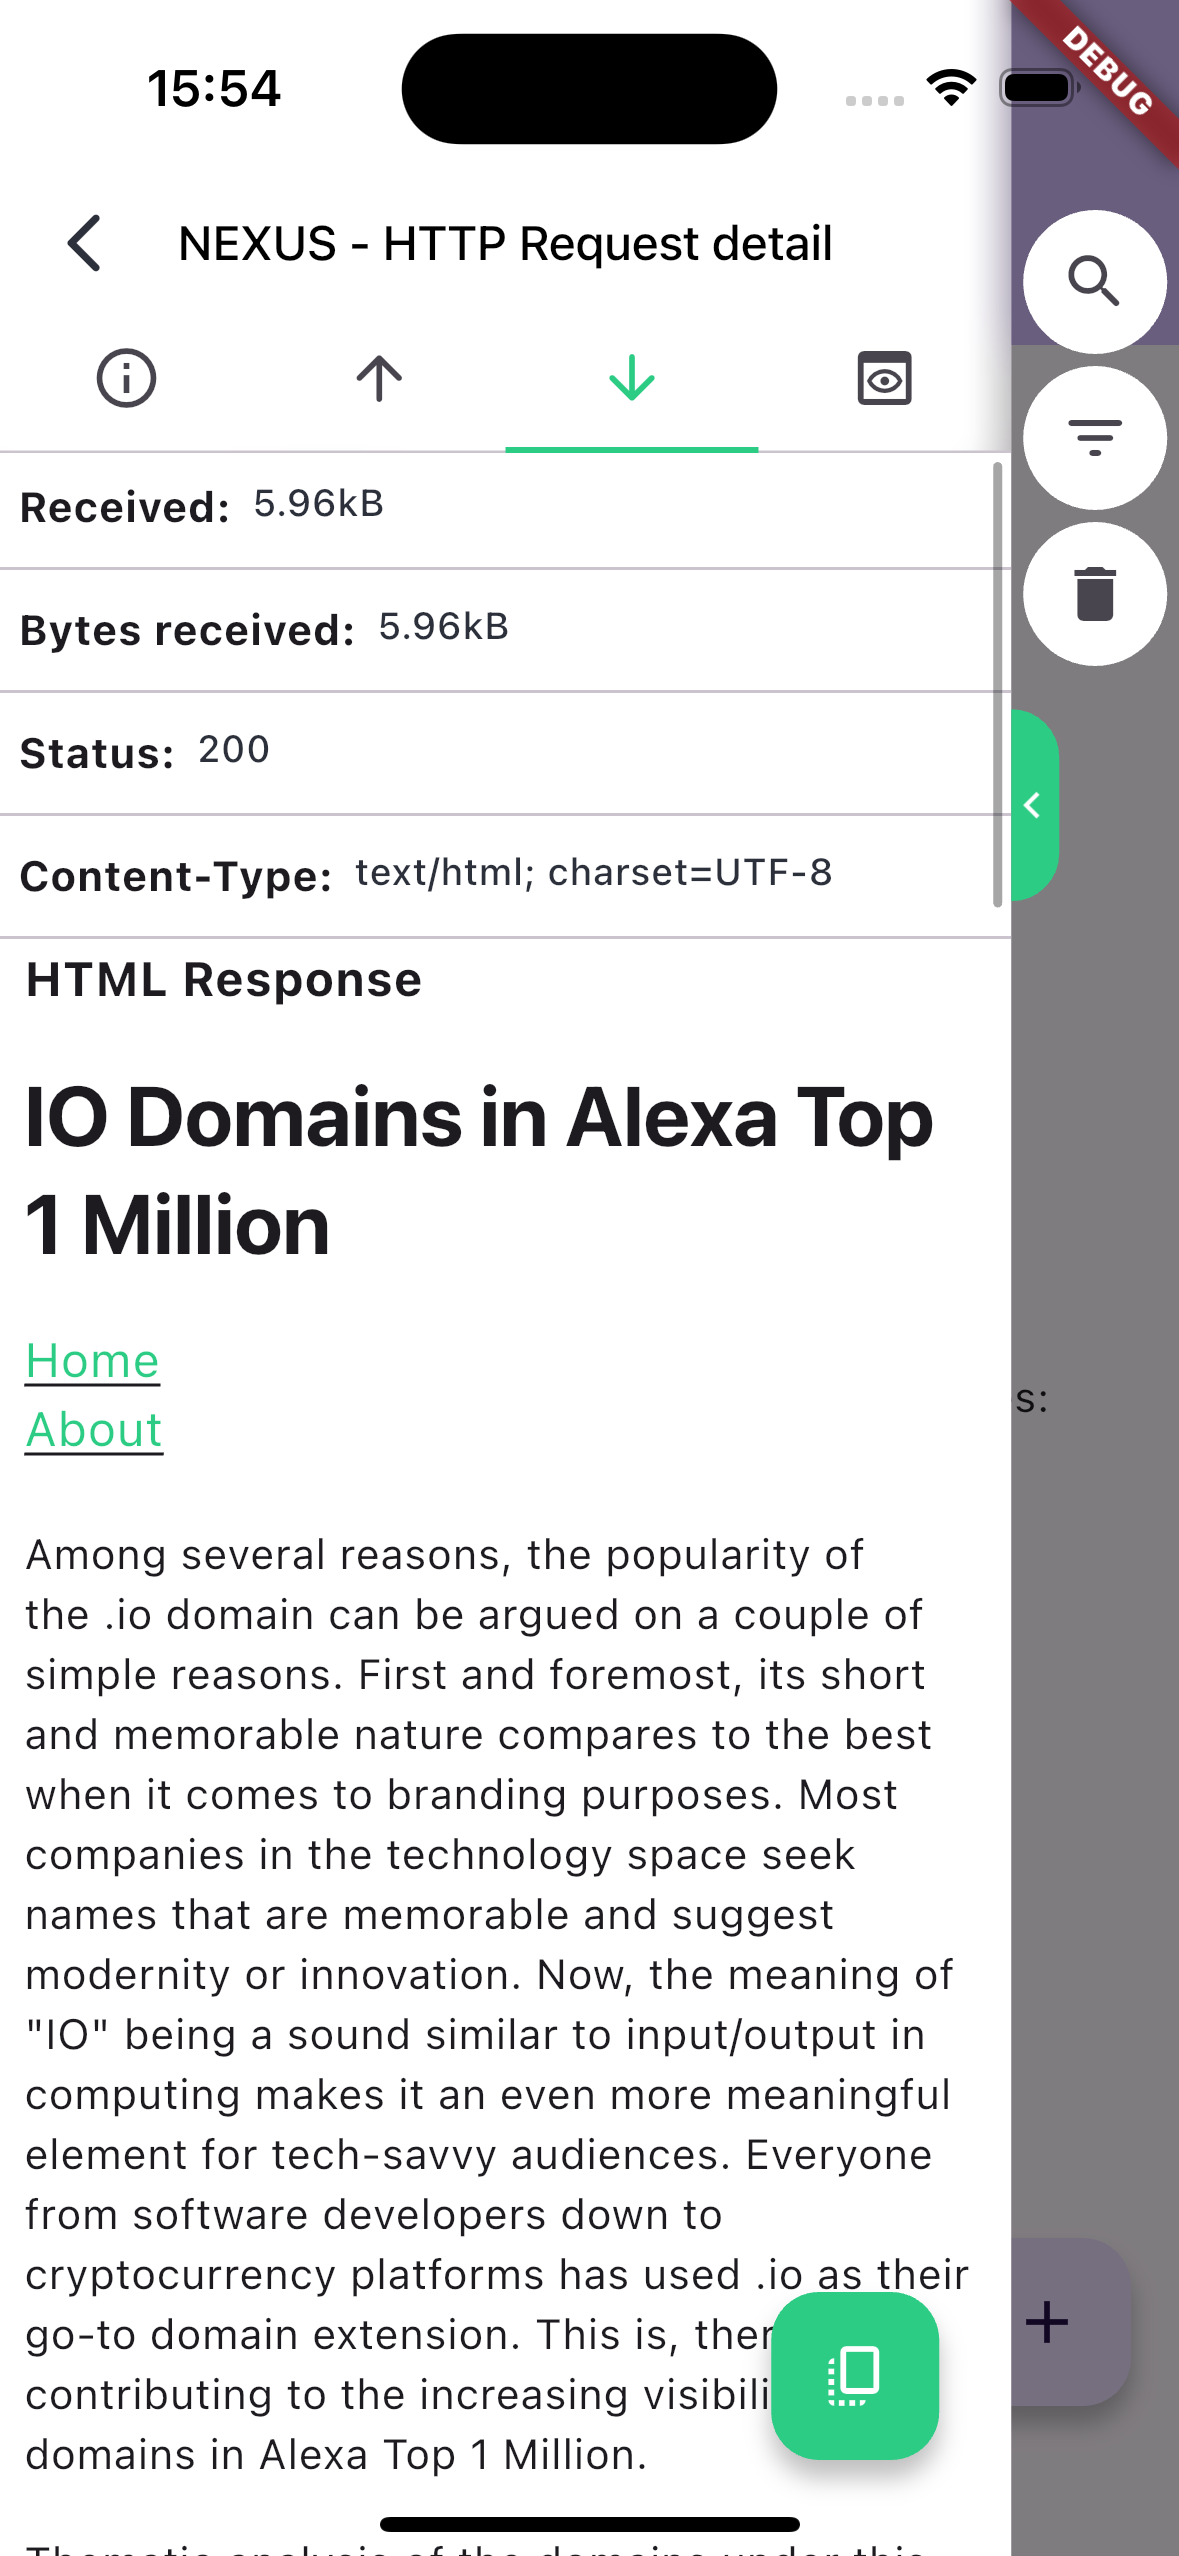 15:54
DEBUG
NEXUS - HTTP Request detail
Received: 5.96kB
Bytes received: 5.96kB
Status: 200
Content-Type: text/html; charset=UTF-8
HTML Response
IO Domains in Alexa Top
1 Million
Home
About
s:
Among several reasons, the popularity of
the .io domain can be argued on a couple of
simple reasons. First and foremost, its short
and memorable nature compares to the best
when it comes to branding purposes. Most
companies in the technology space seek
names that are memorable and suggest
modernity or innovation. Now, the meaning of
"IO" being a sound similar to input/output in
computing makes it an even more meaningful
element for tech-savvy audiences. Everyone
from software developers down to
cryptocurrency platforms has used .io as their
go-to domain extension. This is,
contributing to the increasing
domains in Alexa Top 1 Million.
Thematic analysis of the domains under this